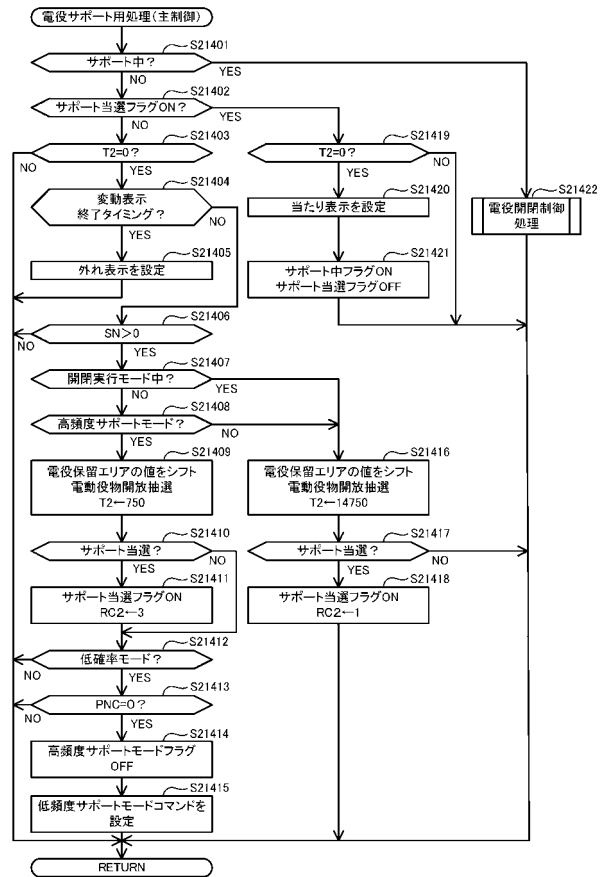 電役サポート用処理(主制御)
S21401
サポート中?
YES
NO
S21402
サポート当選フラグON?
YES
NO
S21403
T2=0?
NO
YES
S21404
変動表示
終了タイミング?
NO
YES
S21405
外れ表示を設定
S21406
SN>0
NO
YES
S21407
開閉実行モード中?
YES
NO
S21408
高頻度サポートモード?
NO
YES
S21409
電役保留エリアの値をシフト
電動役物開放抽選
T2←750
S21410
サポート当選?
NO
YES
S21411
サポート当選フラグON
RC2←3
S21412
低確率モード?
NO
YES
S21413
PNC=0?
NO
YES
S21414
高頻度サポートモードフラグ
OFF
S21415
低頻度サポートモードコマンドを
設定
RETURN
S21419
T2=0?
NO
YES
S21420
当たり表示を設定
S21421
サポート中フラグON
サポート当選フラグOFF
S21416
電役保留エリアの値をシフト
電動役物開放抽選
T2←14750
S21417
サポート当選?
NO
YES
S21418
サポート当選フラグON
RC2←1
S21422
電役開閉制御
処理